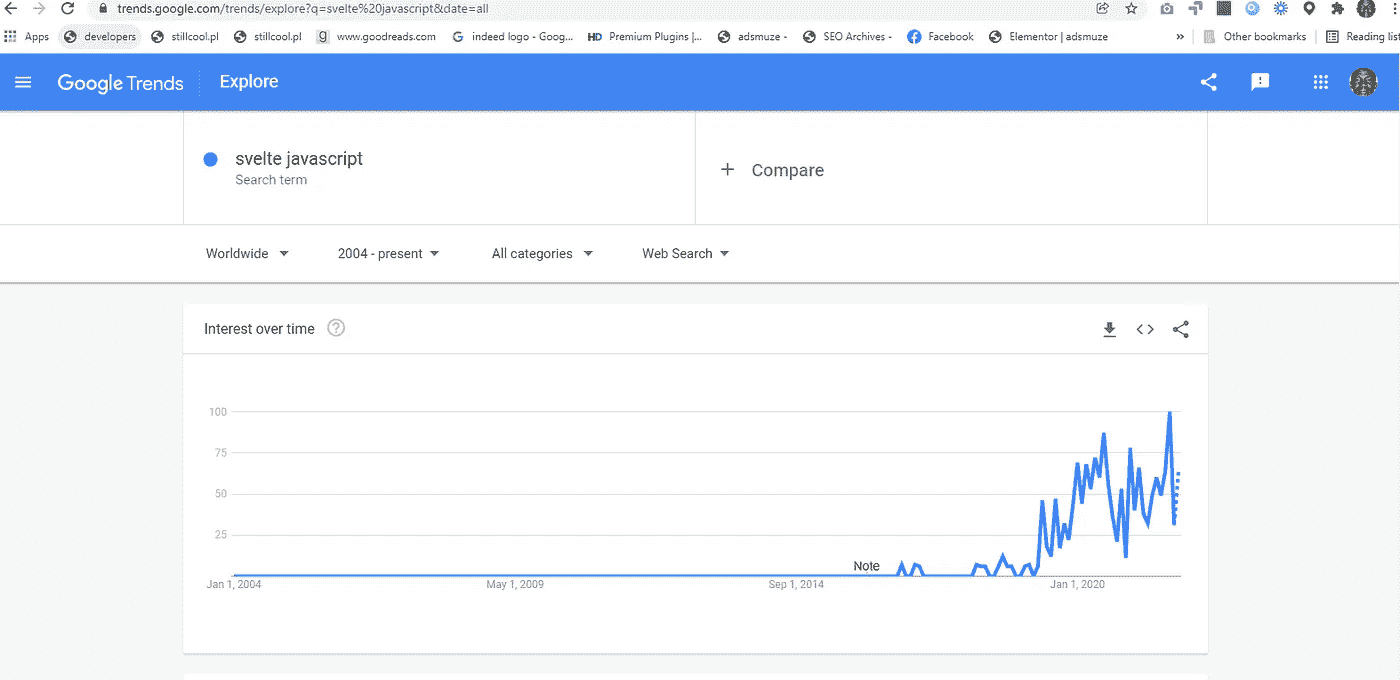 trends.google.com/trends/explore?q=svelte%20javascript&date=all
Apps developers stillcool.pl stillcool.pl g www.goodreads.com G indeed logo - Goog... HD Premium Plugins |... adsmuze - SEO Archives - Facebook Elementor | adsmuze » Other bookmarks Reading list
Google Trends Explore
svelte javascript
Search term
+ Compare
Worldwide 2004 - present All categories Web Search
Interest over time ?
100
75
50
25
Note
Jan 1, 2004 May 1, 2009 Sep 1, 2014 Jan 1, 2020